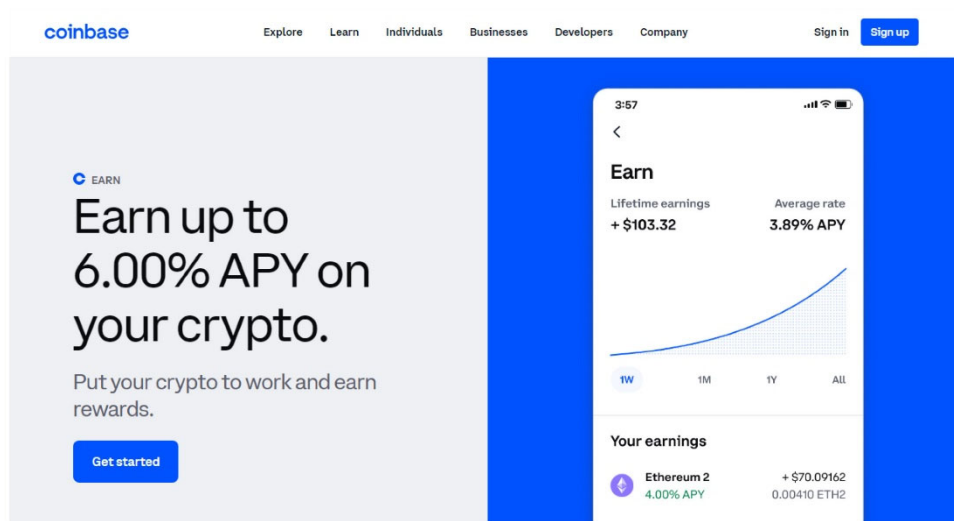 coinbase
Explore Learn Individuals Businesses Developers Company Sign in Sign up
EARN
Earn up to
6.00% APY on
your crypto.
Put your crypto to work and earn
rewards.
Get started
3:57
Earn
Lifetime earnings Average rate
+ $103.32 3.89% APY
1W 1M 1Y All
Your earnings
Ethereum 2 + $70.09162
4.00% APY 0.00410 ETH2